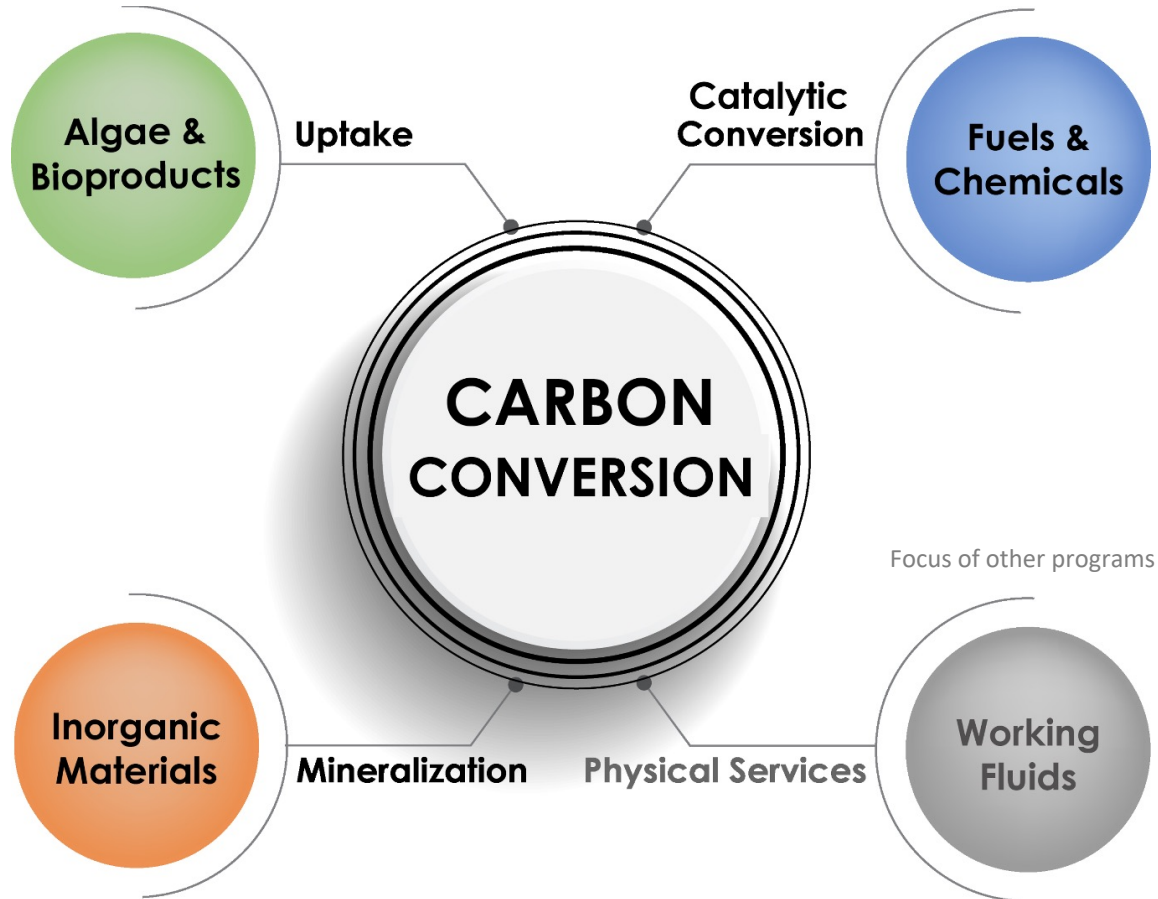 Algae &
Bioproducts
Uptake
Catalytic
Conversion
Fuels &
Chemicals
CARBON
CONVERSION
Focus of other programs
Inorganic
Materials
Mineralization
Physical Services
Working
Fluids